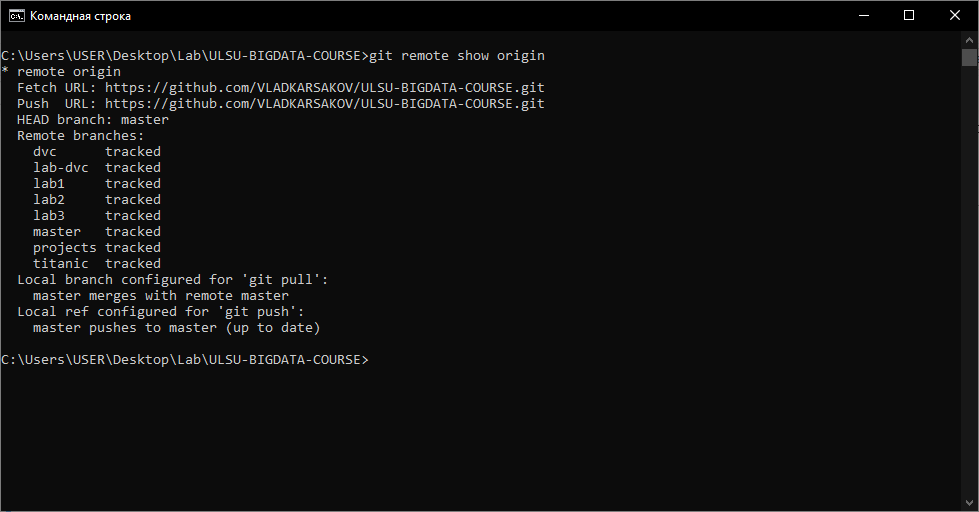 Командная строка
C:\Users\USER\Desktop\Lab\ULSU-BIGDATA-COURSE>git remote show origin
* remote origin
  Fetch URL: https://github.com/VLADKARSAKOV/ULSU-BIGDATA-COURSE.git
  Push  URL: https://github.com/VLADKARSAKOV/ULSU-BIGDATA-COURSE.git
  HEAD branch: master
  Remote branches:
    dvc      tracked
    lab-dvc  tracked
    lab1     tracked
    lab2     tracked
    lab3     tracked
    master   tracked
    projects tracked
    titanic  tracked
  Local branch configured for 'git pull':
    master merges with remote master
  Local ref configured for 'git push':
    master pushes to master (up to date)
C:\Users\USER\Desktop\Lab\ULSU-BIGDATA-COURSE>